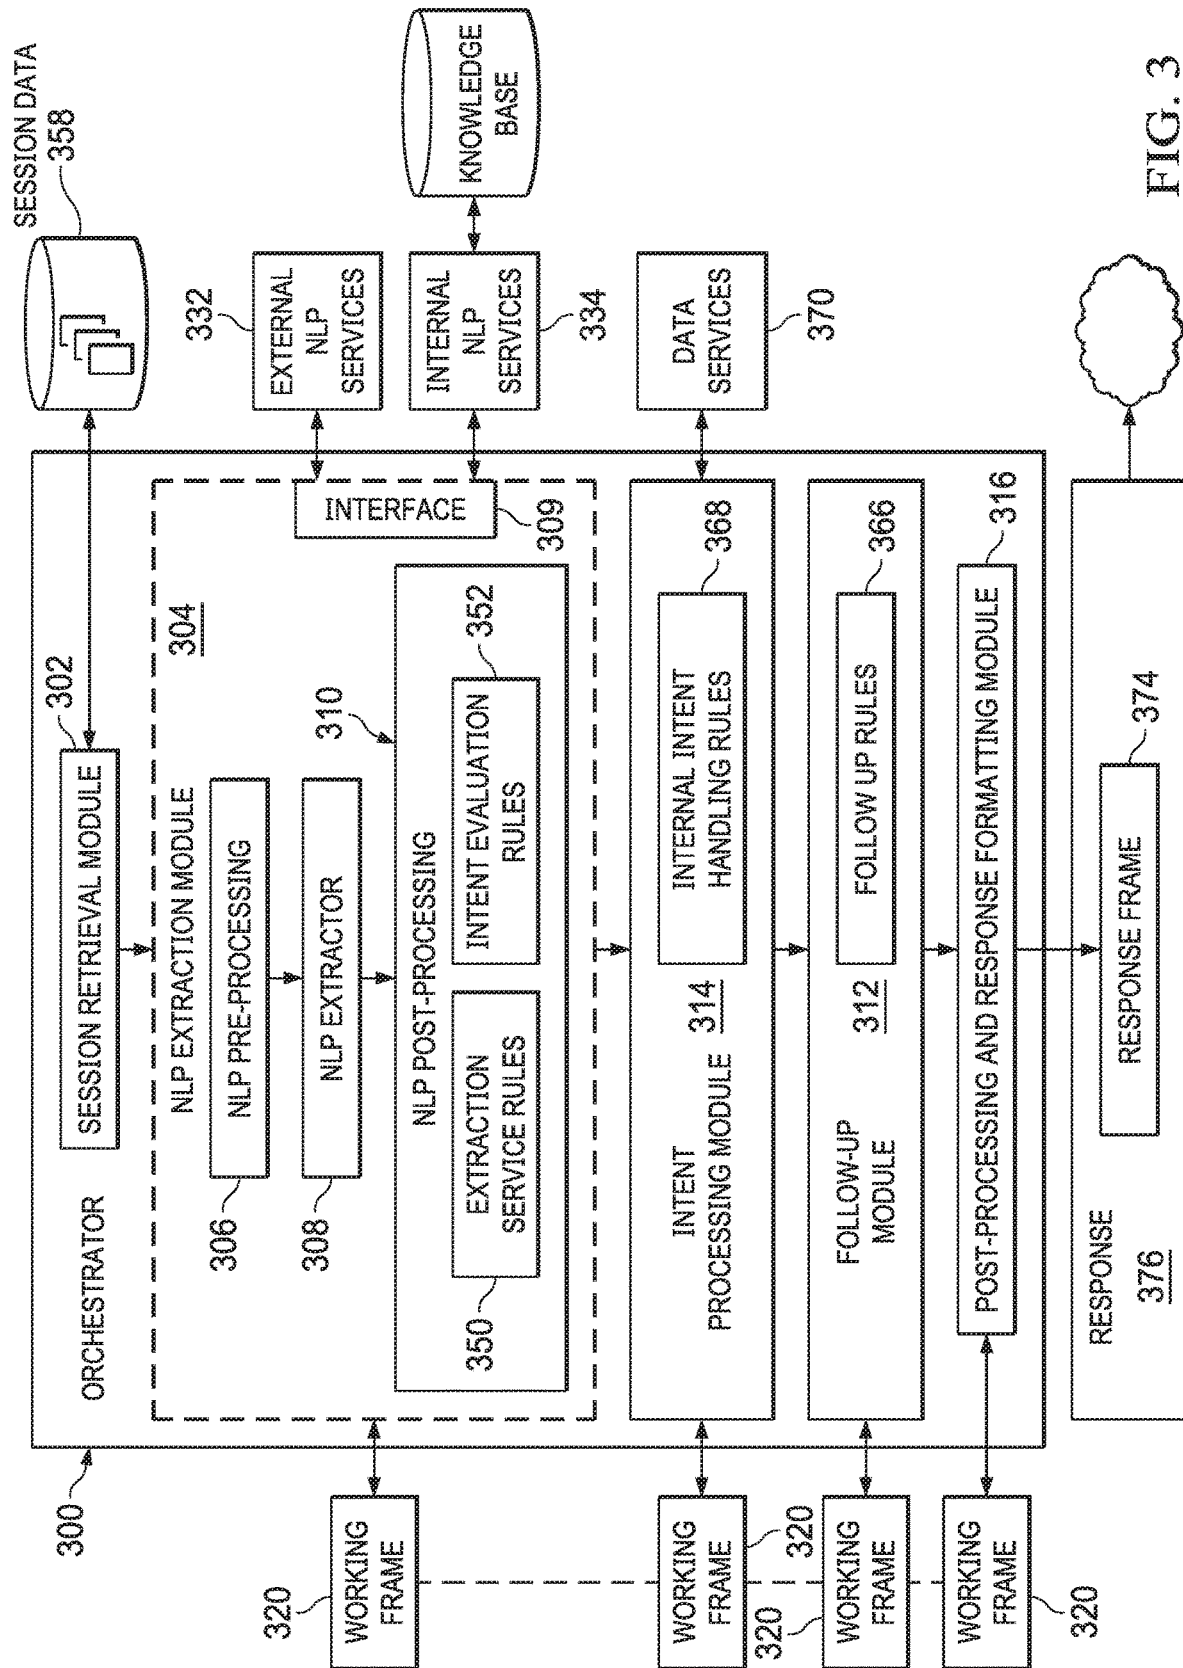 SESSION DATA
358
300
ORCHESTRATOR
302
SESSION RETRIEVAL MODULE
304
NLP EXTRACTION MODULE
306
NLP PRE-PROCESSING
308
NLP EXTRACTOR
310
NLP POST-PROCESSING
350
EXTRACTION
SERVICE RULES
INTENT EVALUATION
RULES
352
INTERFACE
309
332
EXTERNAL
NLP
SERVICES
INTERNAL
NLP
SERVICES
334
KNOWLEDGE
BASE
320
WORKING
FRAME
INTENT
PROCESSING MODULE
314
INTERNAL INTENT
HANDLING RULES
368
DATA
SERVICES
370
WORKING
FRAME
320
FOLLOW-UP
MODULE
312
FOLLOW UP RULES
366
320
WORKING
FRAME
POST-PROCESSING AND RESPONSE FORMATTING MODULE
316
WORKING
FRAME
320
RESPONSE
376
RESPONSE FRAME
374
FIG. 3